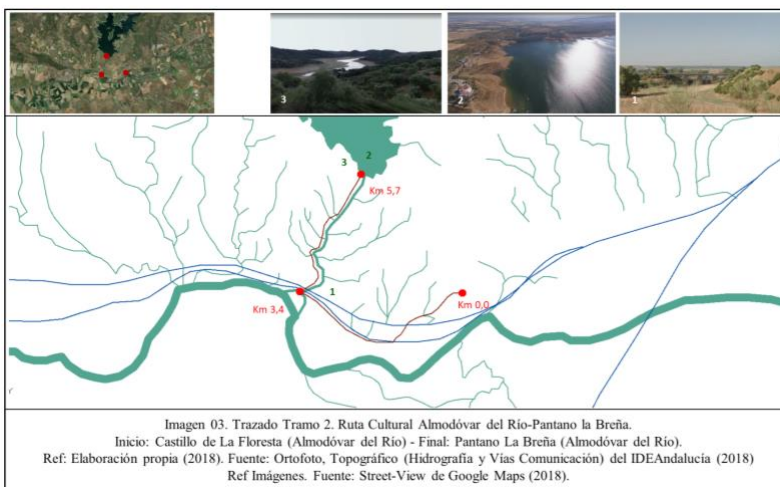 3
2
1
3
2
Km 5,7
1
Km 3,4
Km 0,0
Imagen 03. Trazado Tramo 2. Ruta Cultural Almodóvar del Río-Pantano la Breña.
Inicio: Castillo de La Floresta (Almodóvar del Río) - Final: Pantano La Breña (Almodóvar del Río).
Ref: Elaboración propia (2018). Fuente: Ortofoto, Topográfico (Hidrografía y Vías Comunicación) del IDEAndalucía (2018)
Ref Imágenes. Fuente: Street-View de Google Maps (2018).